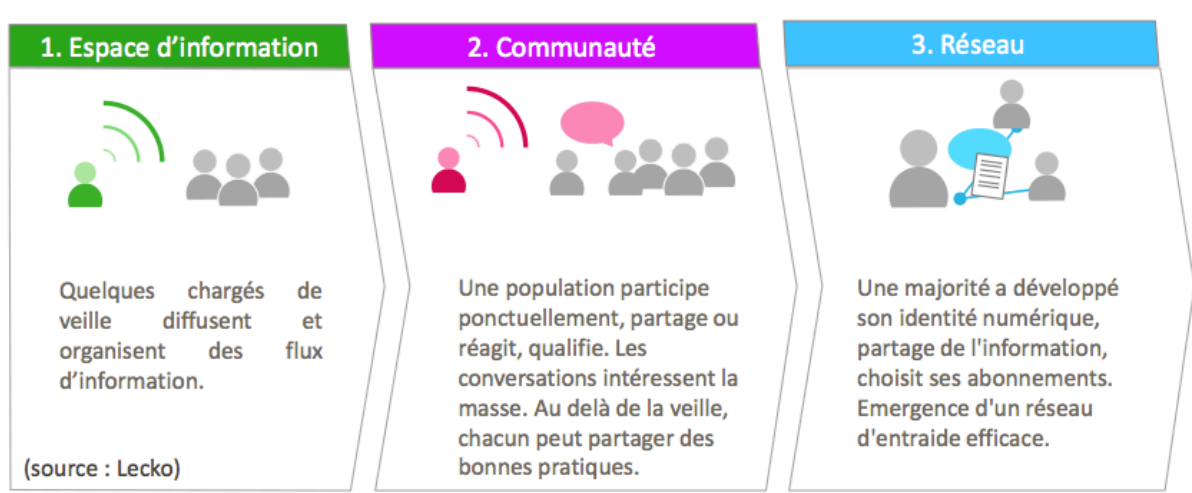 1. Espace d'information
Quelques chargés de
veille diffusent et
organisent des flux
d'information.
(source : Lecko)
2. Communauté
Une population participe
ponctuellement, partage ou
réagit, qualifie. Les
conversations intéressent la
masse. Au delà de la veille,
chacun peut partager des
bonnes pratiques.
3. Réseau
Une majorité a développé
son identité numérique,
partage de l'information,
choisit ses abonnements.
Emergence d'un réseau
d'entraide efficace.